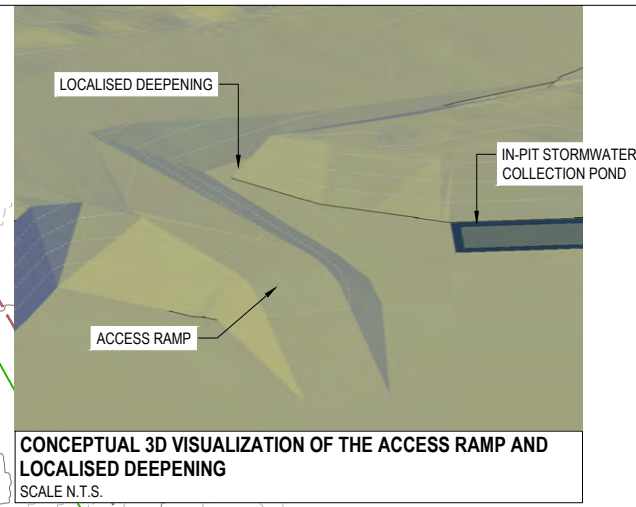 LOCALISED DEEPENING
IN-PIT STORMWATER
COLLECTION POND
ACCESS RAMP
CONCEPTUAL 3D VISUALIZATION OF THE ACCESS RAMP AND
LOCALISED DEEPENING
SCALE N.T.S.